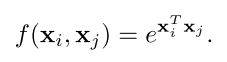 f(𝐱ᵢ, 𝐱ⱼ) = e^{𝐱ᵢᵀ𝐱ⱼ}.